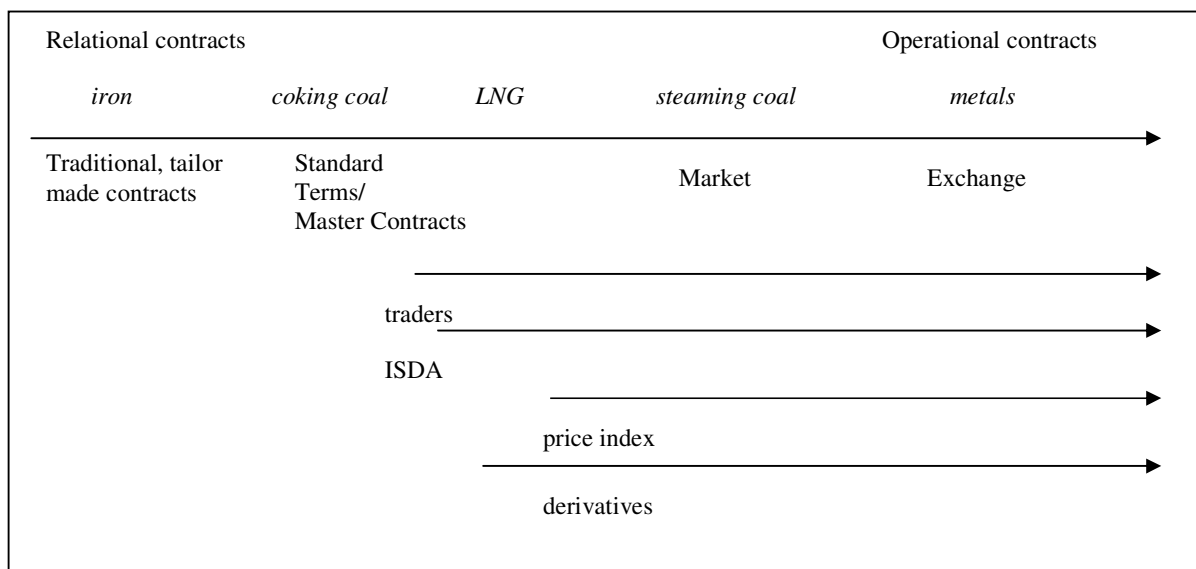 Relational contracts Operational contracts
iron coking coal LNG steaming coal metals
Traditional, tailor
made contracts
Standard
Terms/
Master Contracts
Market
Exchange
traders
ISDA
price index
derivatives